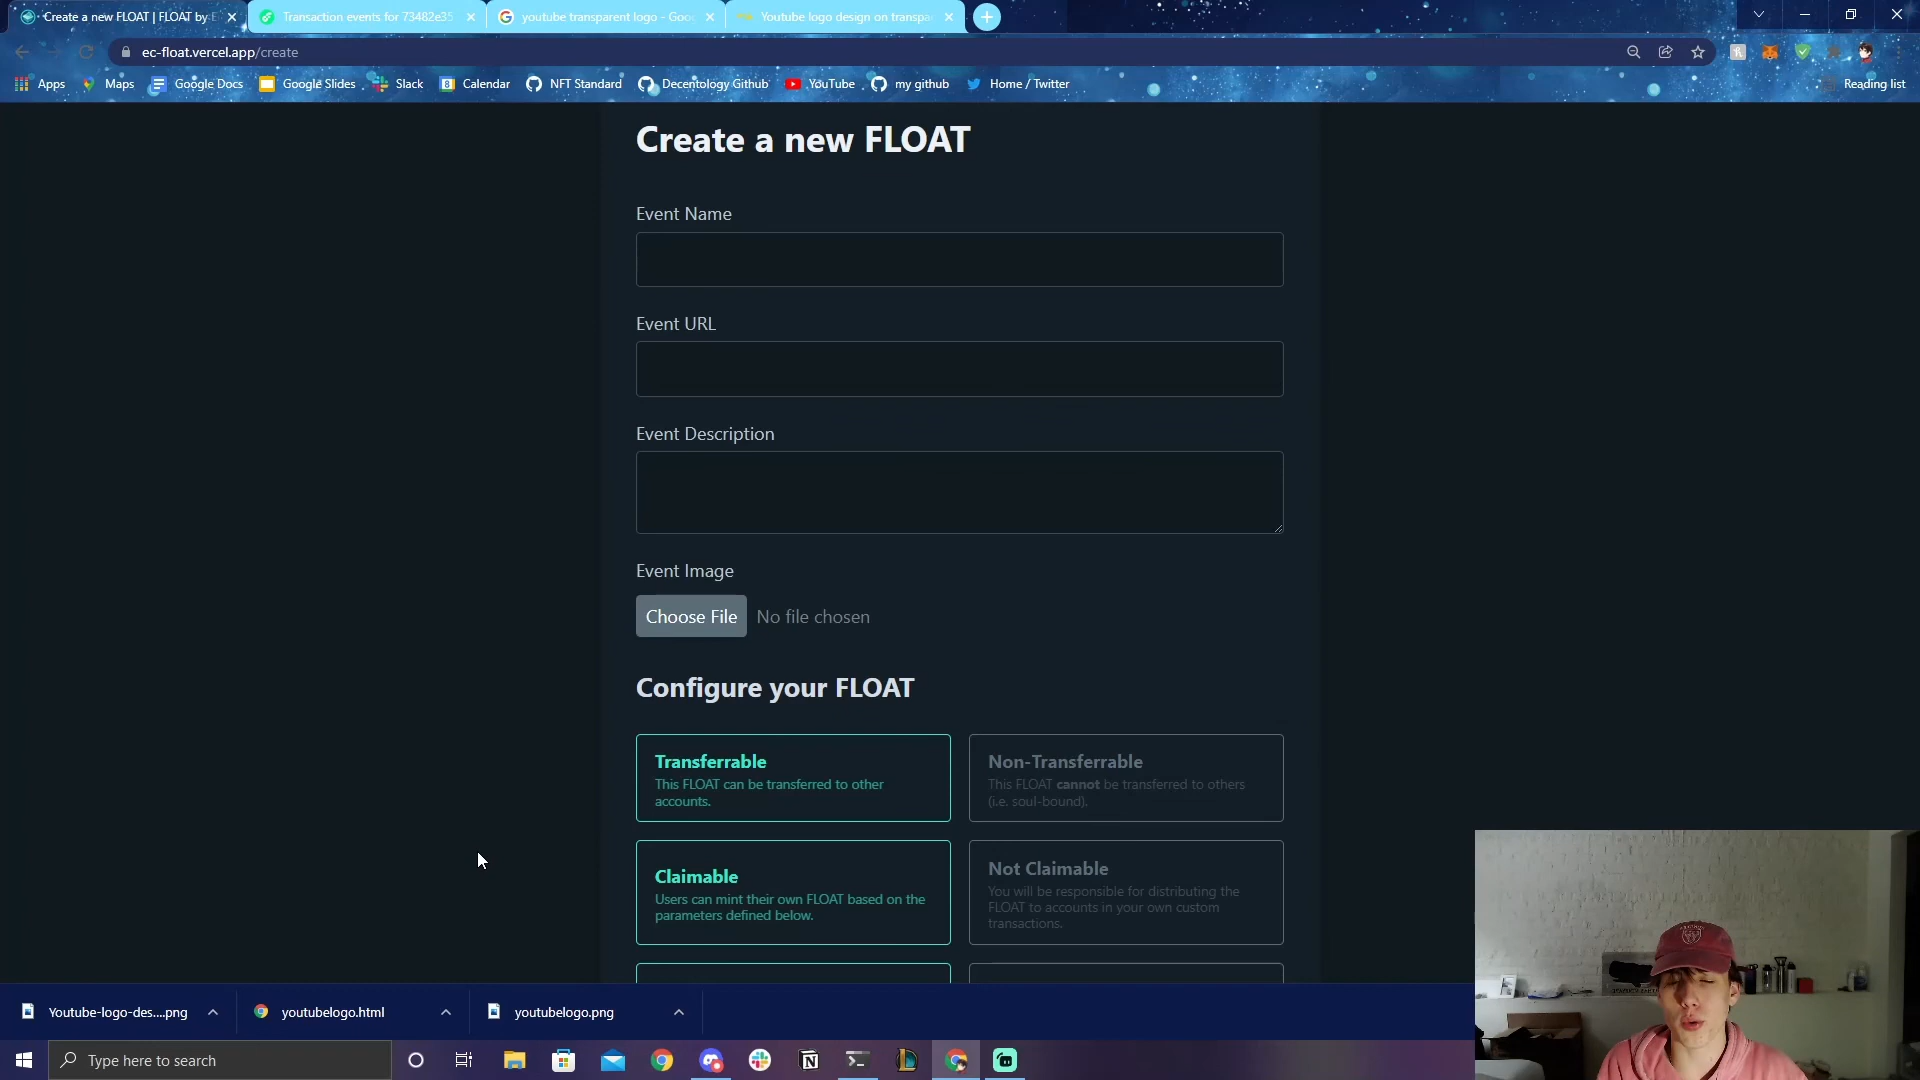 Create a new FLOAT | FLOAT by E
Transaction events for 73482e35
youtube transparent logo - Goo
Youtube logo design on transpa
ec-float.vercel.app/create
Apps
Maps
Google Docs
Google Slides
Slack
Calendar
NFT Standard
Decentology Github
YouTube
my github
Home / Twitter
Reading list
Create a new FLOAT
Event Name
Event URL
Event Description
Event Image
Choose File
No file chosen
Configure your FLOAT
Transferrable
This FLOAT can be transferred to other
accounts.
Non-Transferrable
This FLOAT cannot be transferred to others
(i.e. soul-bound).
Claimable
Users can mint their own FLOAT based on the
parameters defined below.
Not Claimable
You will be responsible for distributing the
FLOAT to accounts in your own custom
transactions.
Youtube-logo-des....png
youtubelogo.html
youtubelogo.png
Type here to search